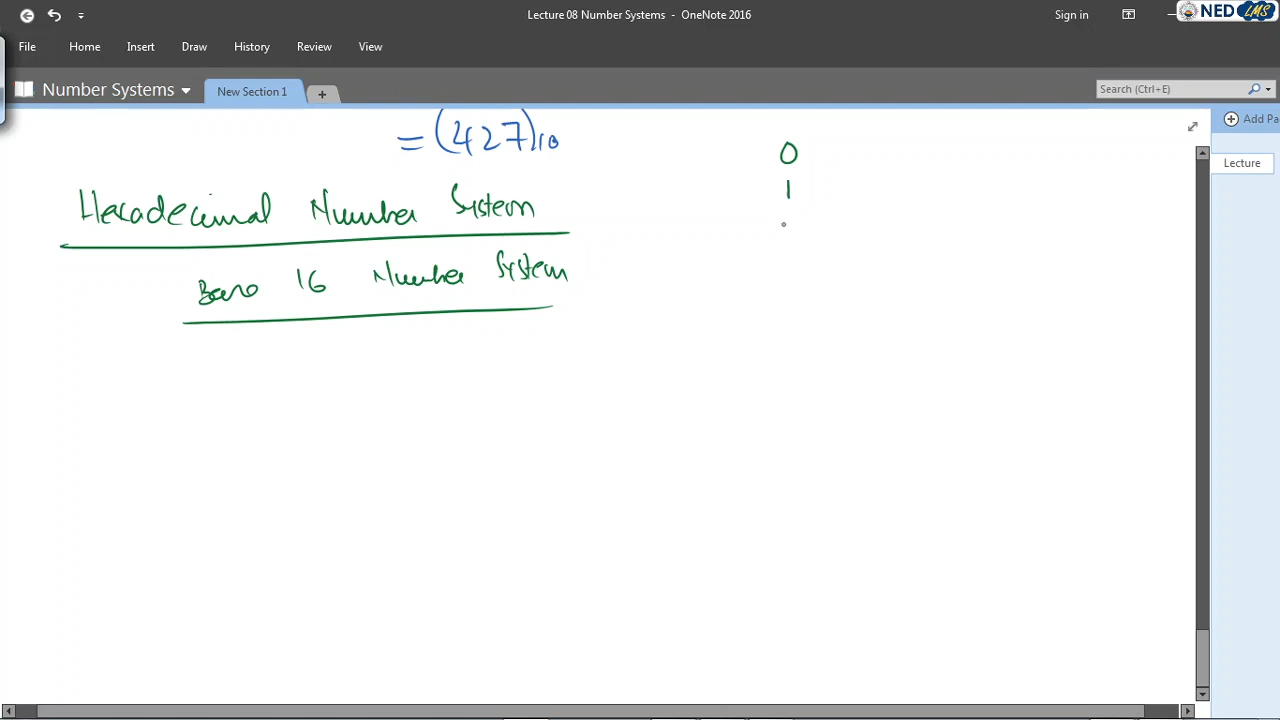 Lecture 08 Number Systems - OneNote 2016
Sign in
NED LMS
File Home Insert Draw History Review View
Number Systems
New Section 1
Search (Ctrl+E)
= (427)10
Hexadecimal Number System
Base 16 Number System
0
1
Add Pa
Lecture